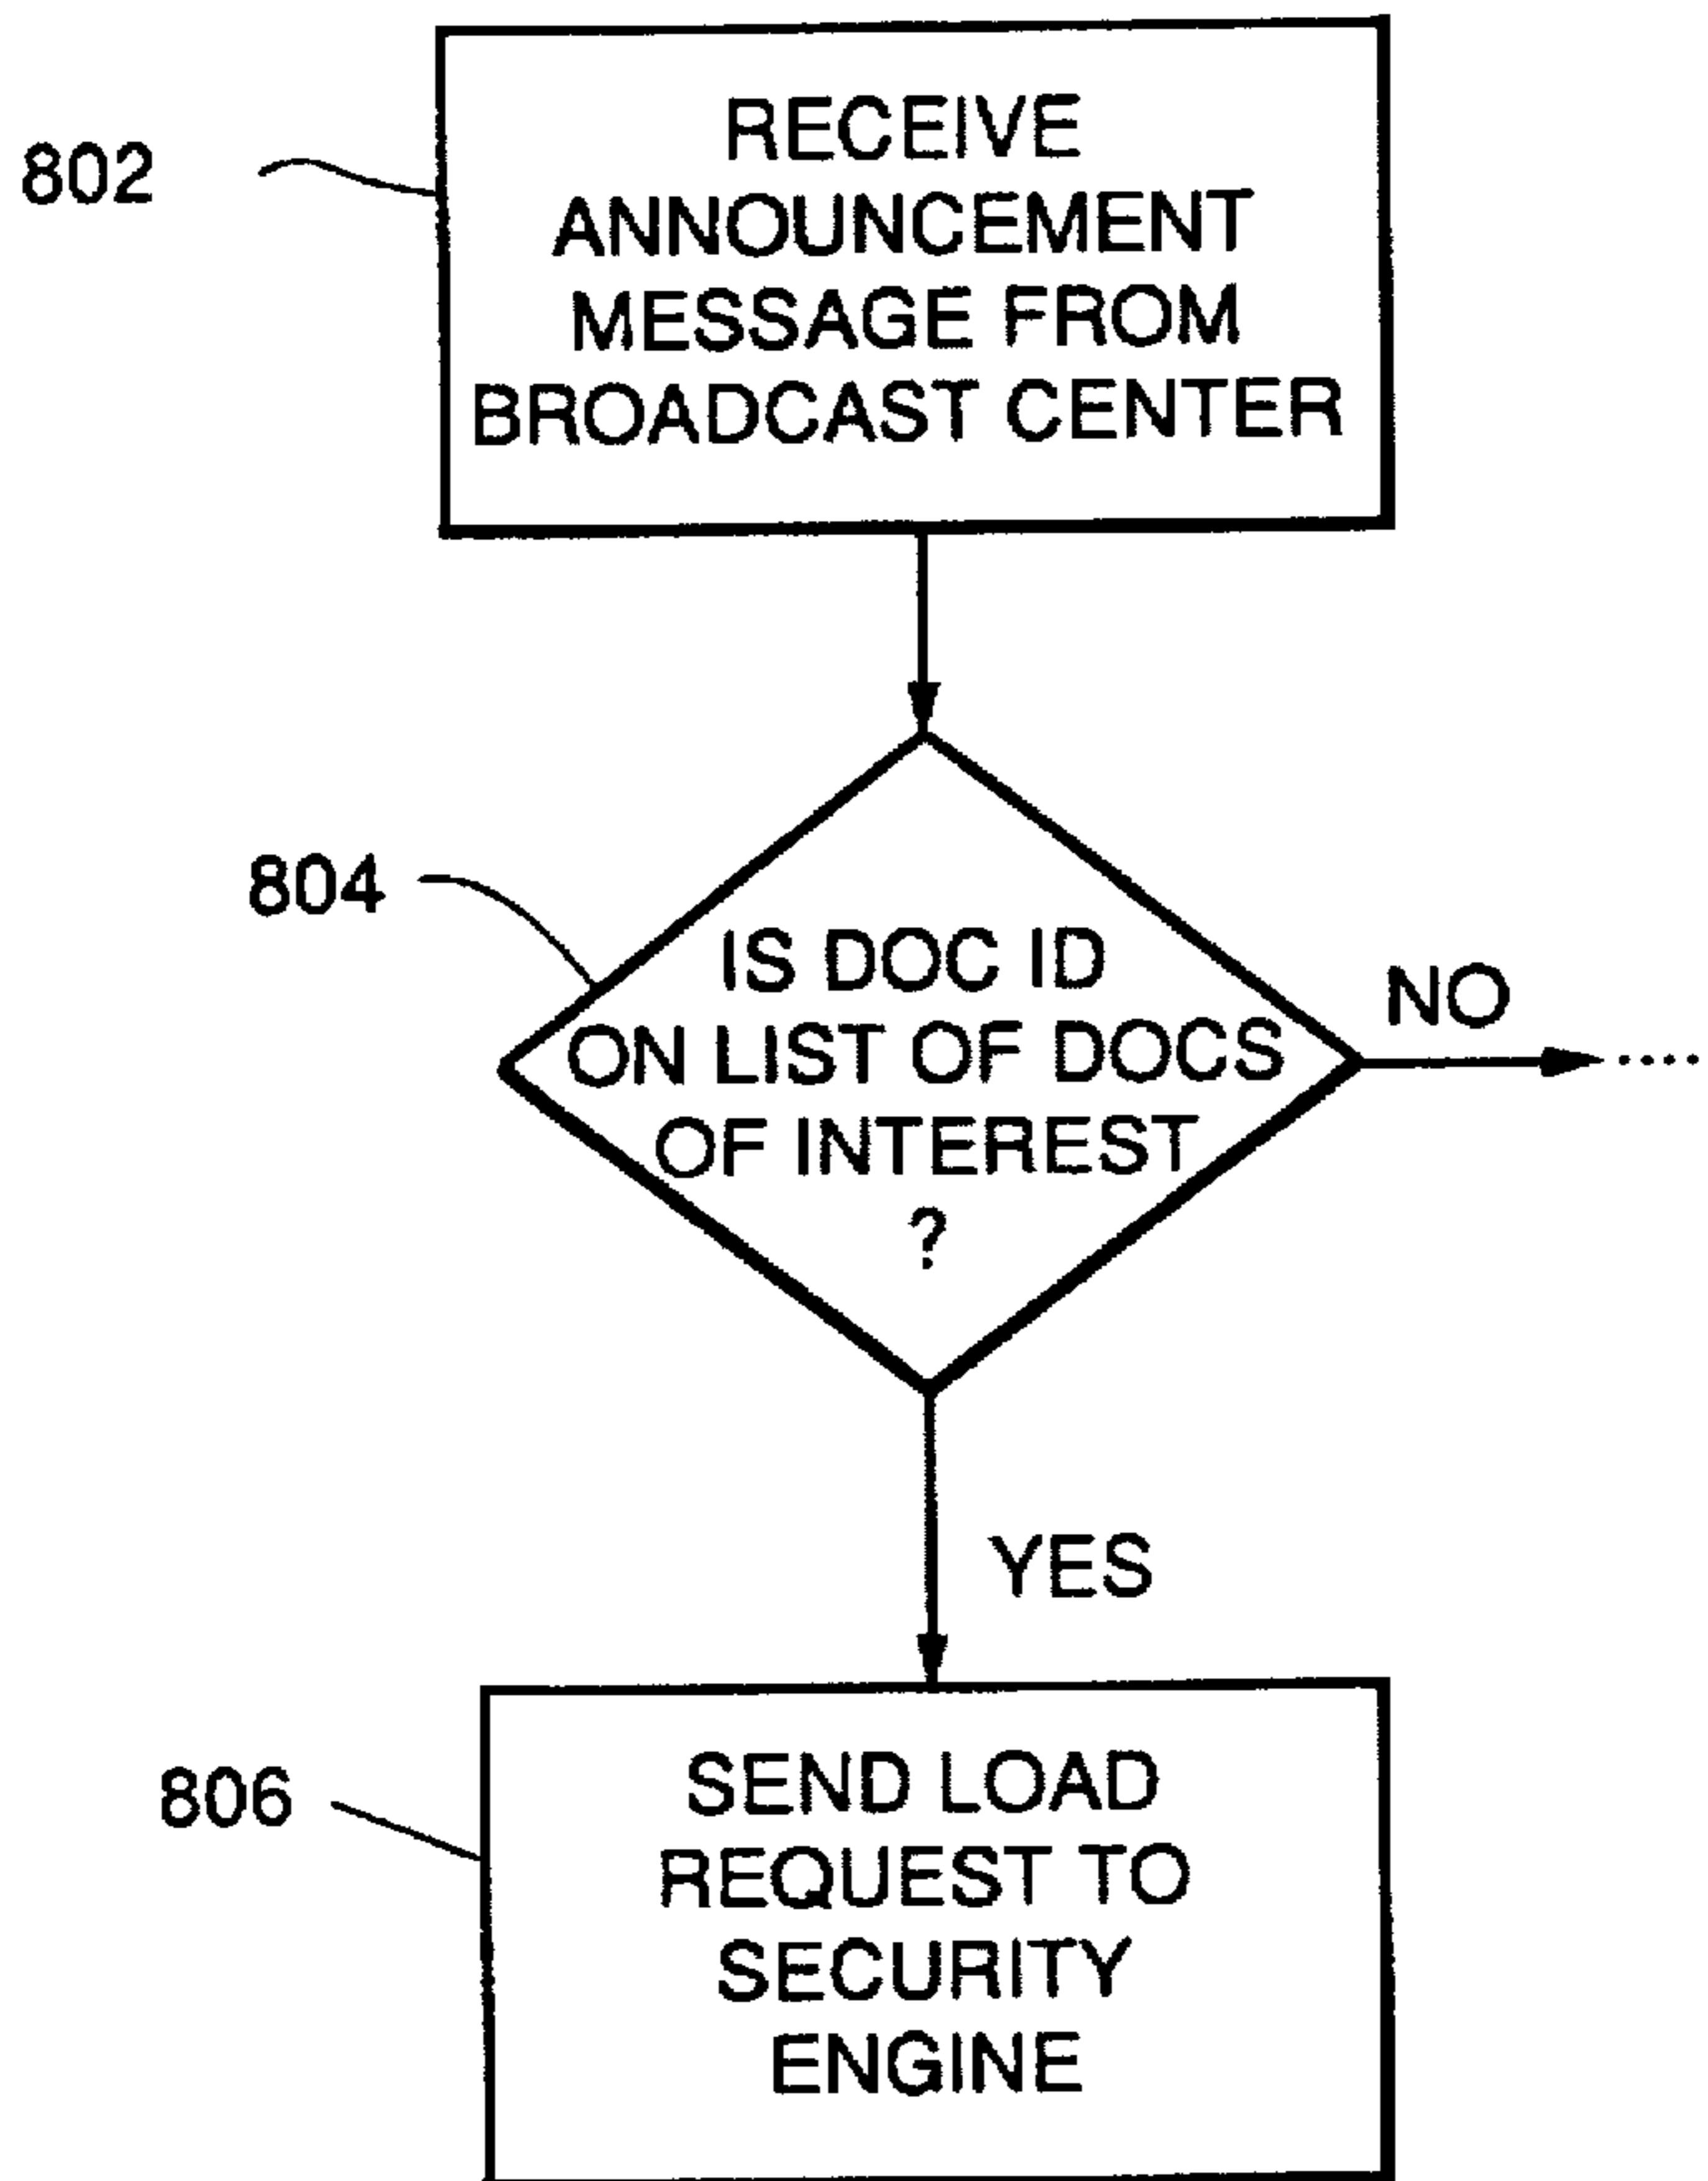 802
RECEIVE
ANNOUNCEMENT
MESSAGE FROM
BROADCAST CENTER
804
IS DOC ID
ON LIST OF DOCS
OF INTEREST
?
NO
....
YES
806
SEND LOAD
REQUEST TO
SECURITY
ENGINE